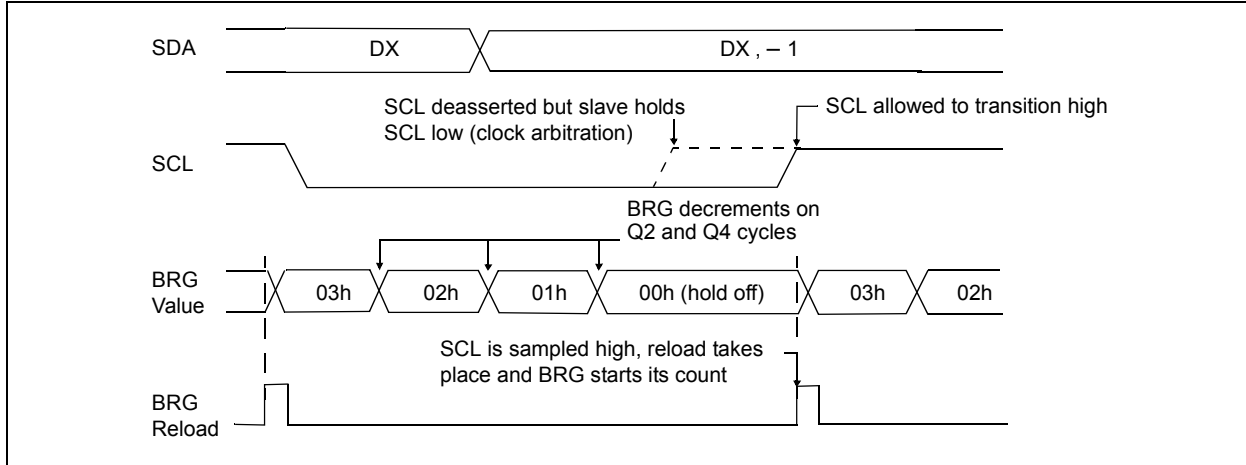 SDA
DX
DX , – 1
SCL deasserted but slave holds
SCL low (clock arbitration)
SCL allowed to transition high
SCL
BRG decrements on
Q2 and Q4 cycles
BRG
Value
03h
02h
01h
00h (hold off)
03h
02h
SCL is sampled high, reload takes
place and BRG starts its count
BRG
Reload